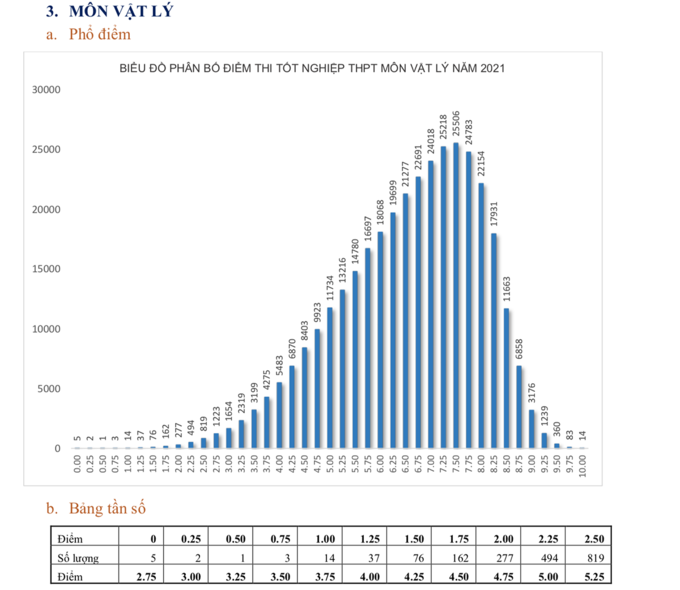 3. MÔN VẬT LÝ
a. Phổ điểm
BIỂU ĐỒ PHÂN BỐ ĐIỂM THI TỐT NGHIỆP THPT MÔN VẬT LÝ NĂM 2021
30000
25000
20000
15000
10000
5000
0
5 2 1 3 14 37 76 162 277 494 819 1223 1654 2319 3199 4275 5483 6870 8403 9923 11734 13216 14780 16697 18068 19699 21277 22691 24018 25218 25506 24783 22154 17931 11663 6858 3176 1239 360 83 14
0.00 0.25 0.50 0.75 1.00 1.25 1.50 1.75 2.00 2.25 2.50 2.75 3.00 3.25 3.50 3.75 4.00 4.25 4.50 4.75 5.00 5.25 5.50 5.75 6.00 6.25 6.50 6.75 7.00 7.25 7.50 7.75 8.00 8.25 8.50 8.75 9.00 9.25 9.50 9.75 10.00
b. Bảng tần số
Điểm 0 0.25 0.50 0.75 1.00 1.25 1.50 1.75 2.00 2.25 2.50
Số lượng 5 2 1 3 14 37 76 162 277 494 819
Điểm 2.75 3.00 3.25 3.50 3.75 4.00 4.25 4.50 4.75 5.00 5.25